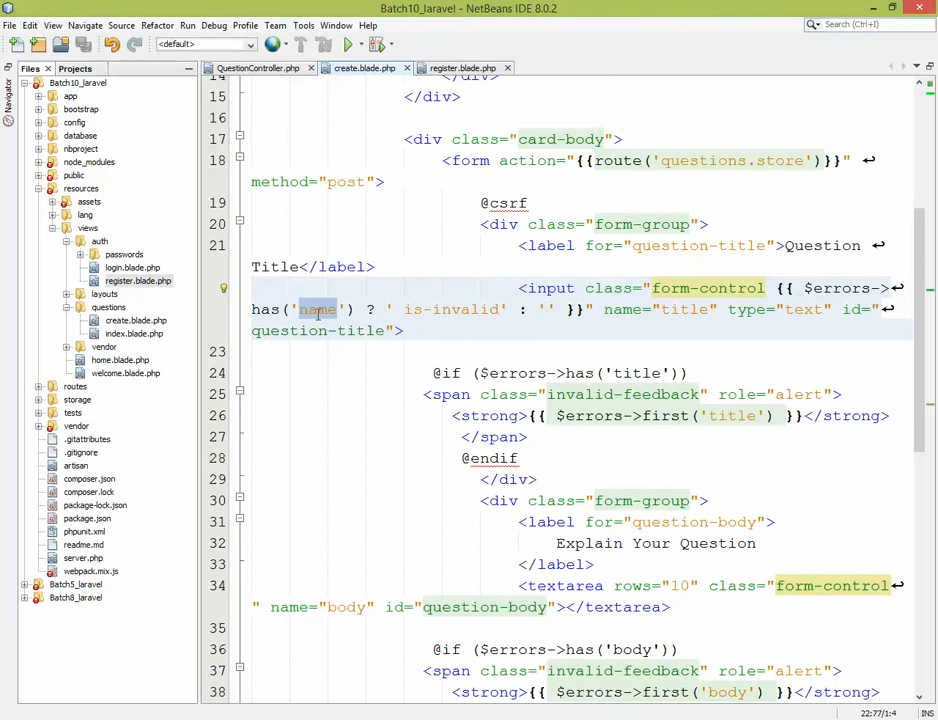 Batch10_laravel - NetBeans IDE 8.0.2
File Edit View Navigate Source Refactor Run Debug Profile Team Tools Window Help
Search (Ctrl+I)
<default>
Files Projects
QuestionController.php create.blade.php register.blade.php
Navigator
Batch10_laravel
app
bootstrap
config
database
nbproject
node_modules
public
resources
assets
lang
views
auth
passwords
login.blade.php
register.blade.php
layouts
questions
create.blade.php
index.blade.php
vendor
home.blade.php
welcome.blade.php
routes
storage
tests
vendor
.gitattributes
.gitignore
artisan
composer.json
composer.lock
package-lock.json
package.json
phpunit.xml
readme.md
server.php
webpack.mix.js
Batch5_laravel
Batch8_laravel
14 </div>
15 </div>
16
17 <div class="card-body">
18 <form action="{{route('questions.store')}}"
method="post">
19 @csrf
20 <div class="form-group">
21 <label for="question-title">Question
Title</label>
<input class="form-control {{ $errors->
has('name') ? ' is-invalid' : '' }}" name="title" type="text" id="
question-title">
23
24 @if ($errors->has('title'))
25 <span class="invalid-feedback" role="alert">
26 <strong>{{ $errors->first('title') }}</strong>
27 </span>
28 @endif
29 </div>
30 <div class="form-group">
31 <label for="question-body">
32 Explain Your Question
33 </label>
34 <textarea rows="10" class="form-control
" name="body" id="question-body"></textarea>
35
36 @if ($errors->has('body'))
37 <span class="invalid-feedback" role="alert">
38 <strong>{{ $errors->first('body') }}</strong>
22:77/1:4 INS